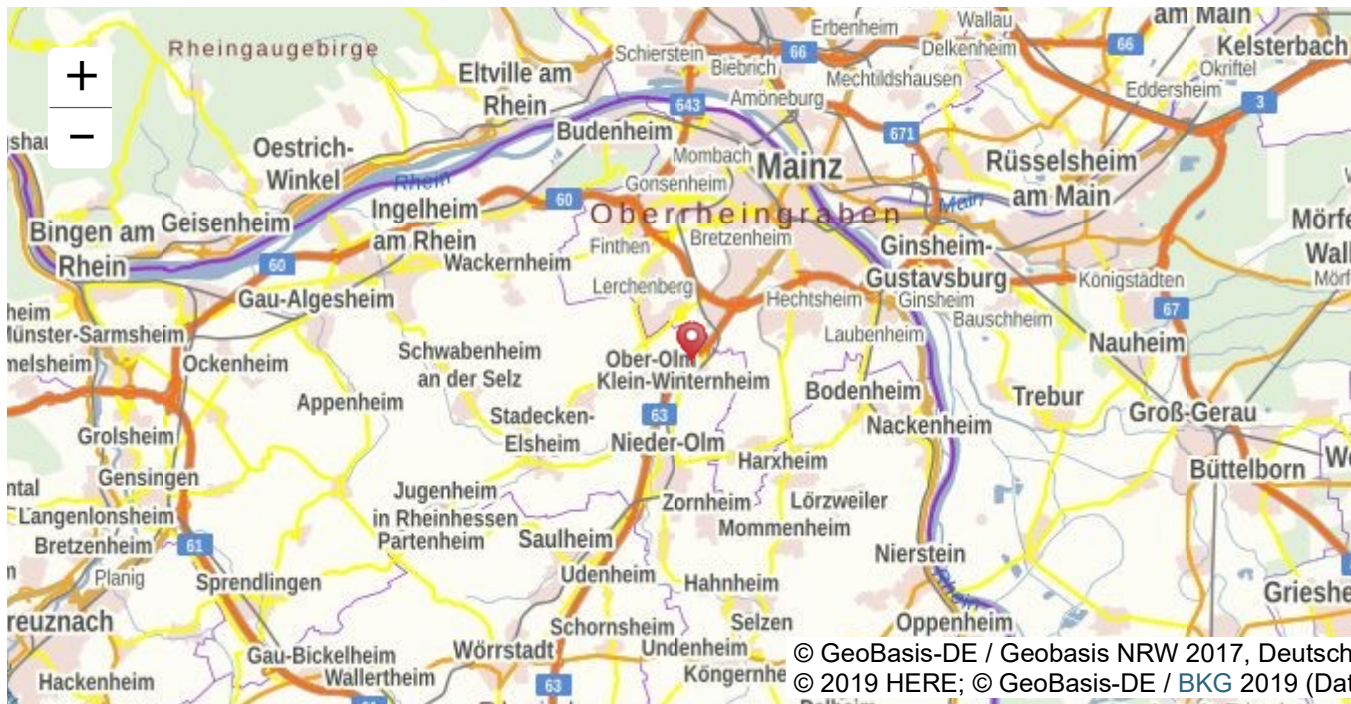 am Main
Wallau
Erbenheim
66
Kelsterbach
Rheingaugebirge
Schierstein
66
Delkenheim
Okriftel
Biebrich
Eltville am
Rhein
Mechtildshausen
Eddersheim
+
−
643
Amöneburg
3
Budenheim
671
Oestrich-
Winkel
Mombach
Mainz
Rüsselsheim
am Main
Rhein
Gonsenheim
60
Main
Ingelheim
am Rhein
Oberrheingraben
Bingen am
Rhein
Geisenheim
Finthen
Bretzenheim
Ginsheim-
Gustavsburg
Wackernheim
60
Lerchenberg
Königstädten
Gau-Algesheim
Hechtsheim
Ginsheim
67
Bauschheim
Münster-Sarmsheim
Laubenheim
Nauheim
Ockenheim
Schwabenheim
an der Selz
Ober-Olm
Klein-Winternheim
Bodenheim
Trebur
Appenheim
63
Stadecken-
Elsheim
Nackenheim
Groß-Gerau
Grolsheim
Nieder-Olm
Harxheim
Büttelborn
Gensingen
Jugenheim
in Rheinhessen
Zornheim
Lörzweiler
Langenlonsheim
Mommenheim
Partenheim
Saulheim
Bretzenheim
61
Nierstein
Planig
Sprendlingen
Udenheim
Hahnheim
Rhein
Selzen
Oppenheim
Schornsheim
Gau-Bickelheim
Wörrstadt
Undenheim
Wallertheim
Hackenheim
63
© GeoBasis-DE / Geobasis NRW 2017, Deutsch
© 2019 HERE; © GeoBasis-DE / BKG 2019 (Dat